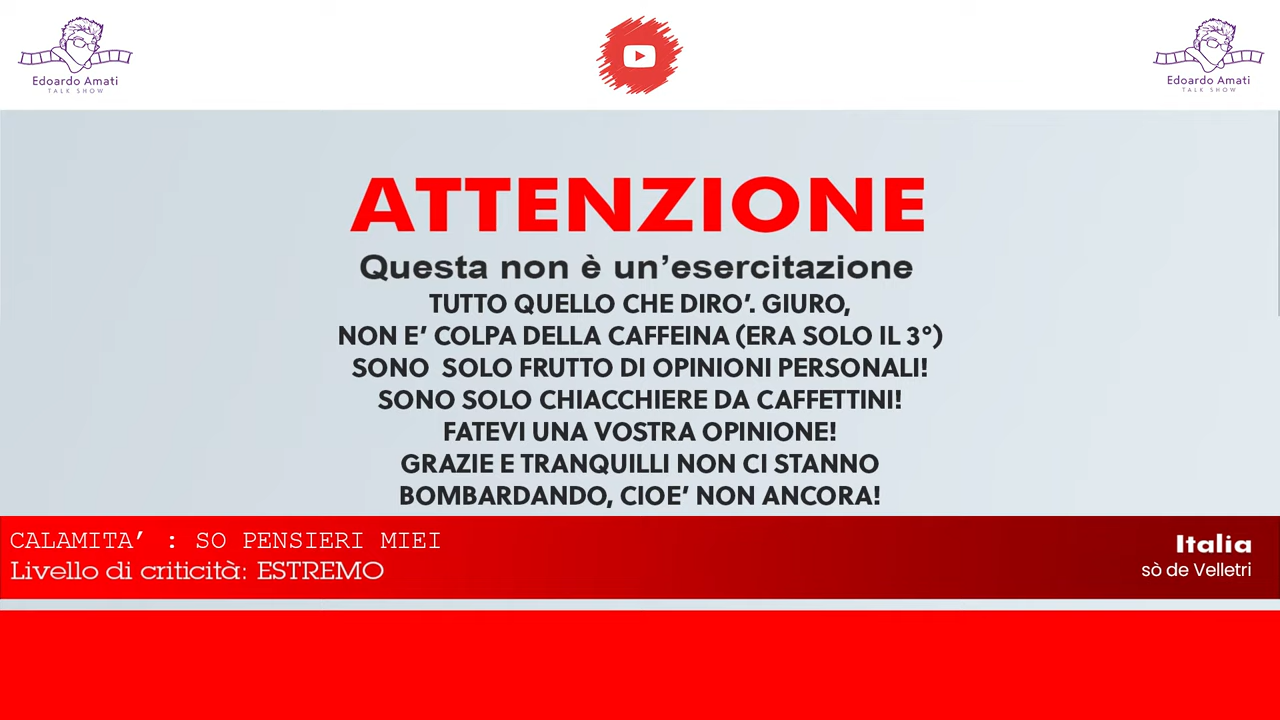 Edoardo Amati
TALK SHOW
Edoardo Amati
TALK SHOW
ATTENZIONE
Questa non è un'esercitazione
TUTTO QUELLO CHE DIRO'. GIURO,
NON E' COLPA DELLA CAFFEINA (ERA SOLO IL 3°)
SONO  SOLO FRUTTO DI OPINIONI PERSONALI!
SONO SOLO CHIACCHIERE DA CAFFETTINI!
FATEVI UNA VOSTRA OPINIONE!
GRAZIE E TRANQUILLI NON CI STANNO
BOMBARDANDO, CIOE' NON ANCORA!
CALAMITA' : SO PENSIERI MIEI
Livello di criticità: ESTREMO
Italia
sò de Velletri